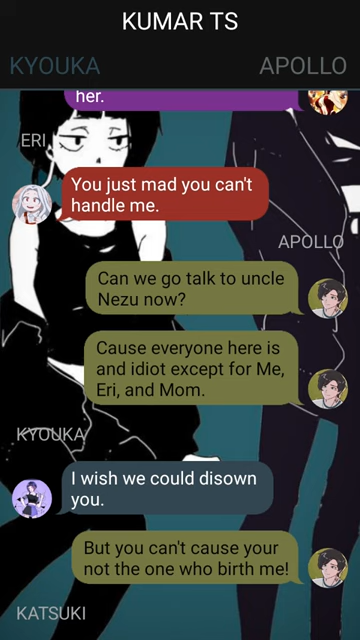 KUMAR TS
KYOUKA
APOLLO
her.
ERI
You just mad you can't
handle me.
APOLLO
Can we go talk to uncle
Nezu now?
Cause everyone here is
and idiot except for Me,
Eri, and Mom.
KYOUKA
I wish we could disown
you.
But you can't cause your
not the one who birth me!
KATSUKI